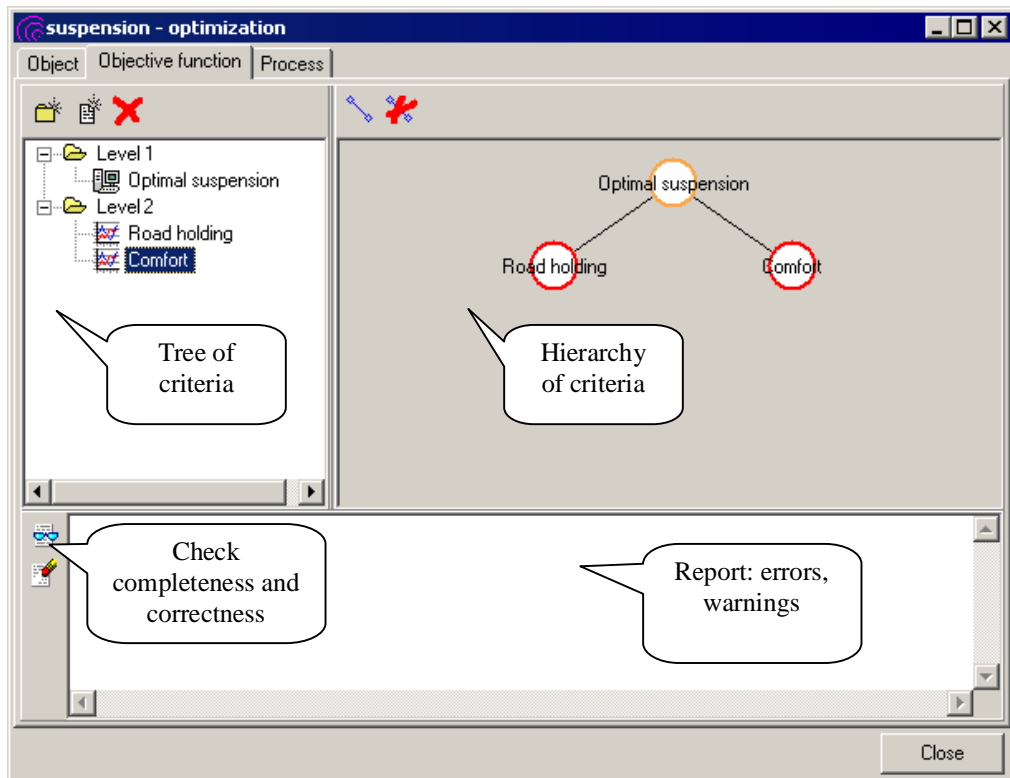 suspension - optimization
Object Objective function Process
Level 1
Optimal suspension
Level 2
Road holding
Comfort
Optimal suspension
Road holding Comfort
Tree of
criteria
Hierarchy
of criteria
Check
completeness and
correctness
Report: errors,
warnings
Close